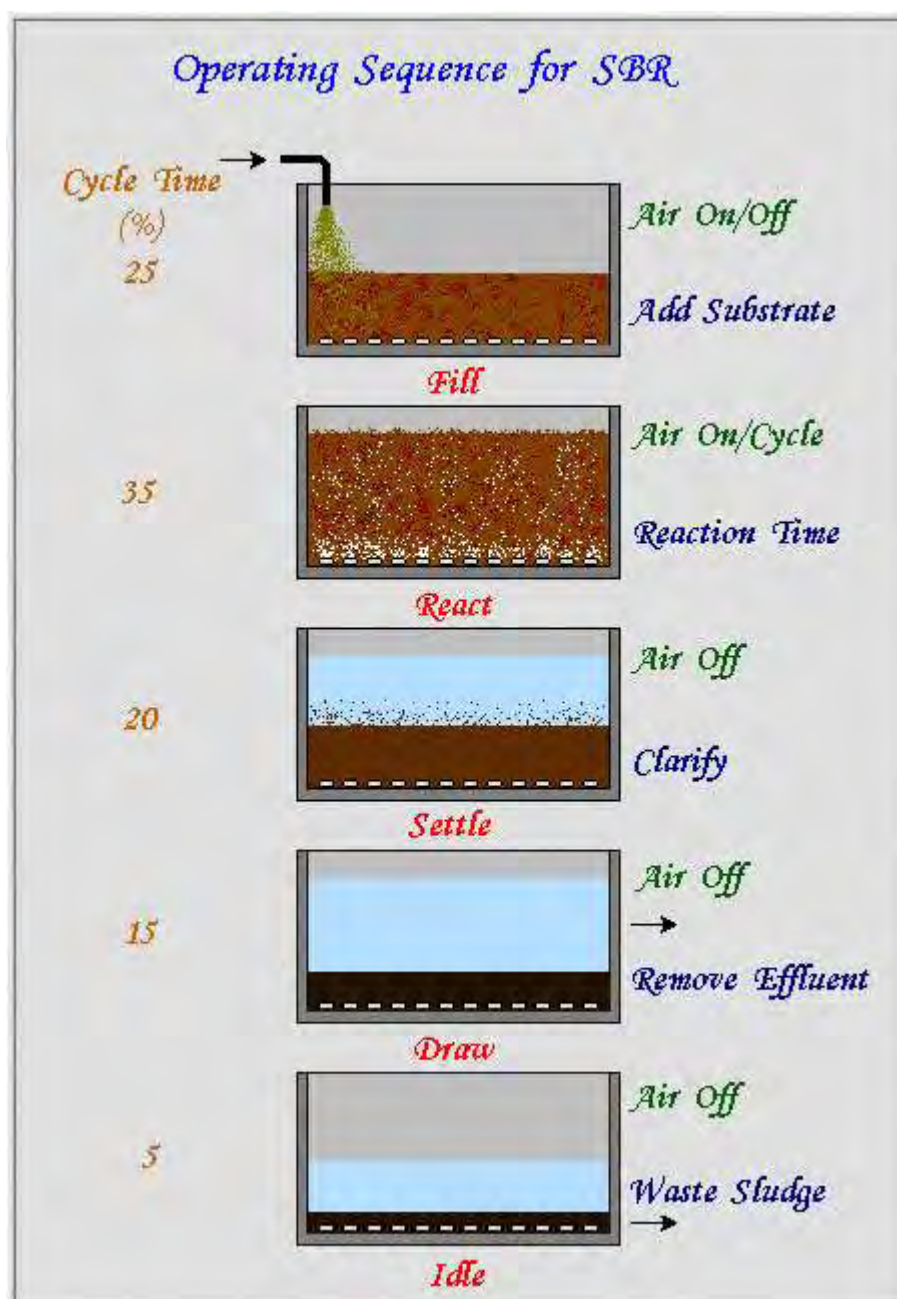 Operating Sequence for SBR
Cycle Time
(%)
25
Air On/Off
Add Substrate
Fill
35
Air On/Cycle
Reaction Time
React
20
Air Off
Clarify
Settle
15
Air Off
Remove Effluent
Draw
5
Air Off
Waste Sludge
Idle